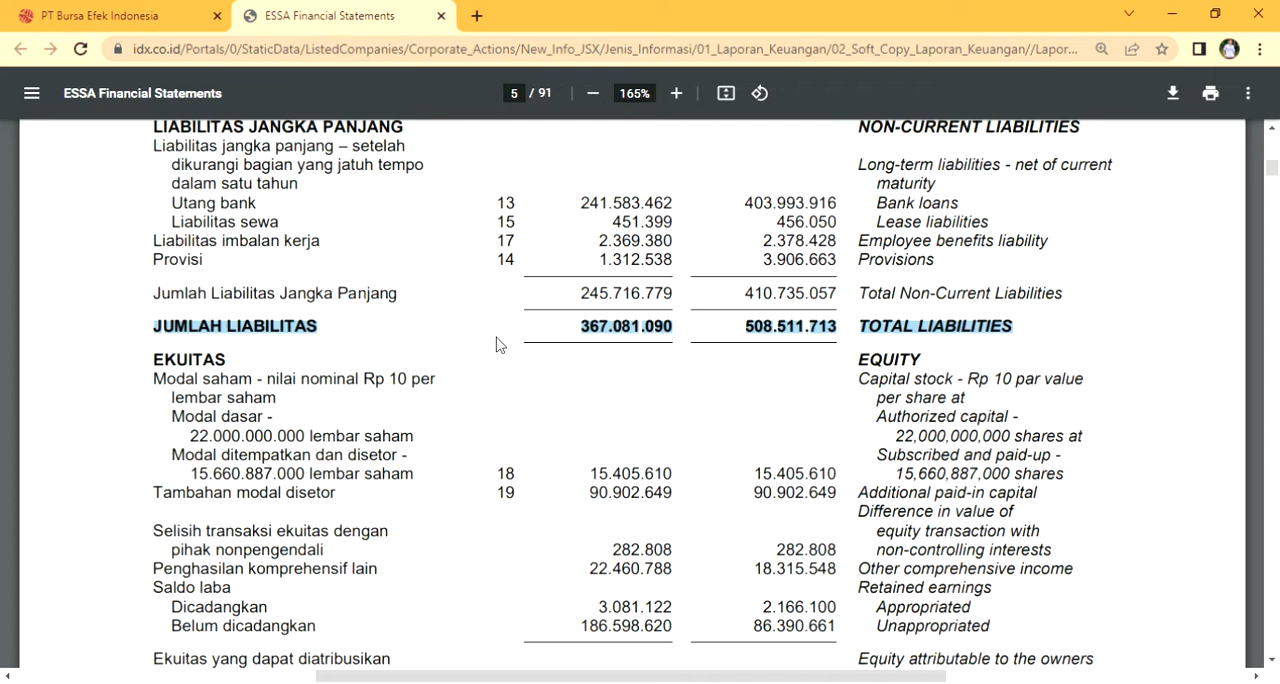 PT Bursa Efek Indonesia
ESSA Financial Statements
idx.co.id/Portals/0/StaticData/ListedCompanies/Corporate_Actions/New_Info_JSX/Jenis_Informasi/01_Laporan_Keuangan/02_Soft_Copy_Laporan_Keuangan//Lapor...
ESSA Financial Statements 5 / 91 165%
LIABILITAS JANGKA PANJANG NON-CURRENT LIABILITIES
Liabilitas jangka panjang – setelah
dikurangi bagian yang jatuh tempo Long-term liabilities - net of current
dalam satu tahun maturity
Utang bank 13 241.583.462 403.993.916 Bank loans
Liabilitas sewa 15 451.399 456.050 Lease liabilities
Liabilitas imbalan kerja 17 2.369.380 2.378.428 Employee benefits liability
Provisi 14 1.312.538 3.906.663 Provisions
Jumlah Liabilitas Jangka Panjang 245.716.779 410.735.057 Total Non-Current Liabilities
JUMLAH LIABILITAS 367.081.090 508.511.713 TOTAL LIABILITIES
EKUITAS EQUITY
Modal saham - nilai nominal Rp 10 per Capital stock - Rp 10 par value
lembar saham per share at
Modal dasar - Authorized capital -
22.000.000.000 lembar saham 22,000,000,000 shares at
Modal ditempatkan dan disetor - Subscribed and paid-up -
15.660.887.000 lembar saham 18 15.405.610 15.405.610 15,660,887,000 shares
Tambahan modal disetor 19 90.902.649 90.902.649 Additional paid-in capital
Difference in value of
Selisih transaksi ekuitas dengan equity transaction with
pihak nonpengendali 282.808 282.808 non-controlling interests
Penghasilan komprehensif lain 22.460.788 18.315.548 Other comprehensive income
Saldo laba Retained earnings
Dicadangkan 3.081.122 2.166.100 Appropriated
Belum dicadangkan 186.598.620 86.390.661 Unappropriated
Ekuitas yang dapat diatribusikan Equity attributable to the owners